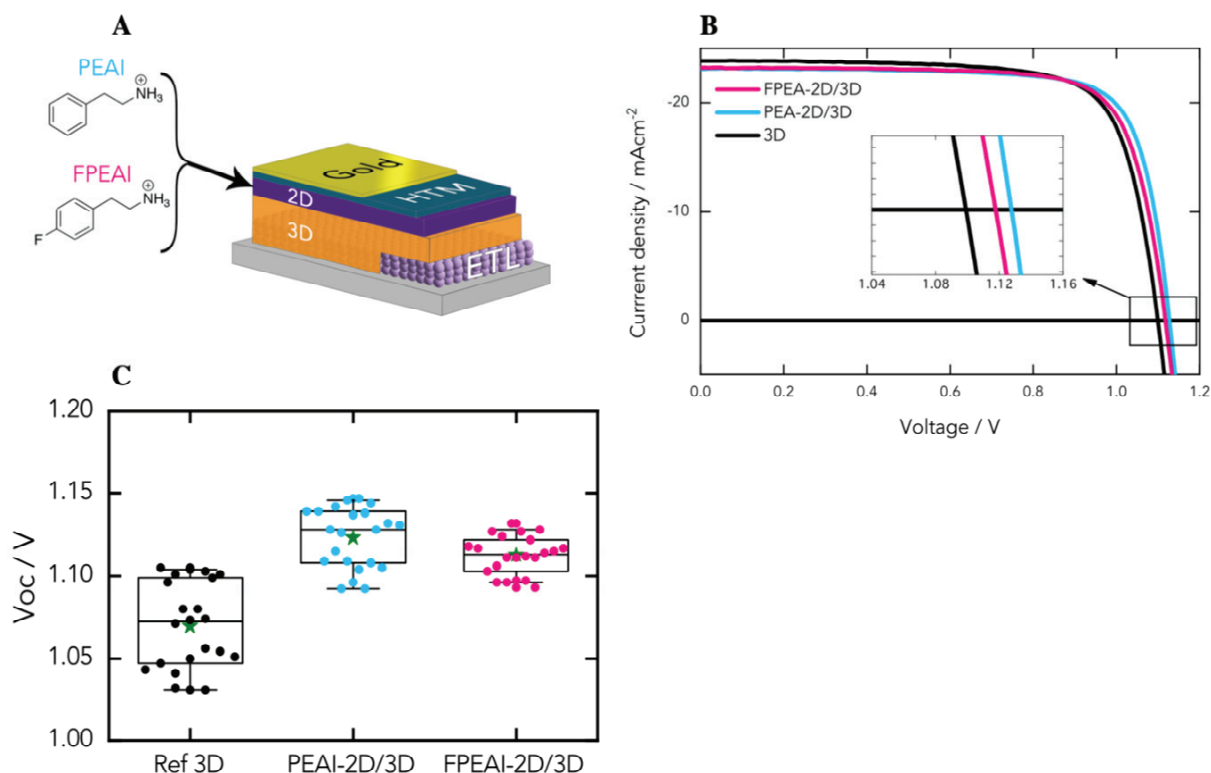 A
PEAI
NH3
⊕
FPEAI
NH3
⊕
F
Gold
HTM
2D
3D
ETL
B
-20
-10
0
Currrent density / mAcm-2
FPEA-2D/3D
PEA-2D/3D
3D
1.04 1.08 1.12 1.16
0.0 0.2 0.4 0.6 0.8 1.0 1.2
Voltage / V
C
1.20
1.15
1.10
1.05
1.00
Voc / V
Ref 3D PEAI-2D/3D FPEAI-2D/3D